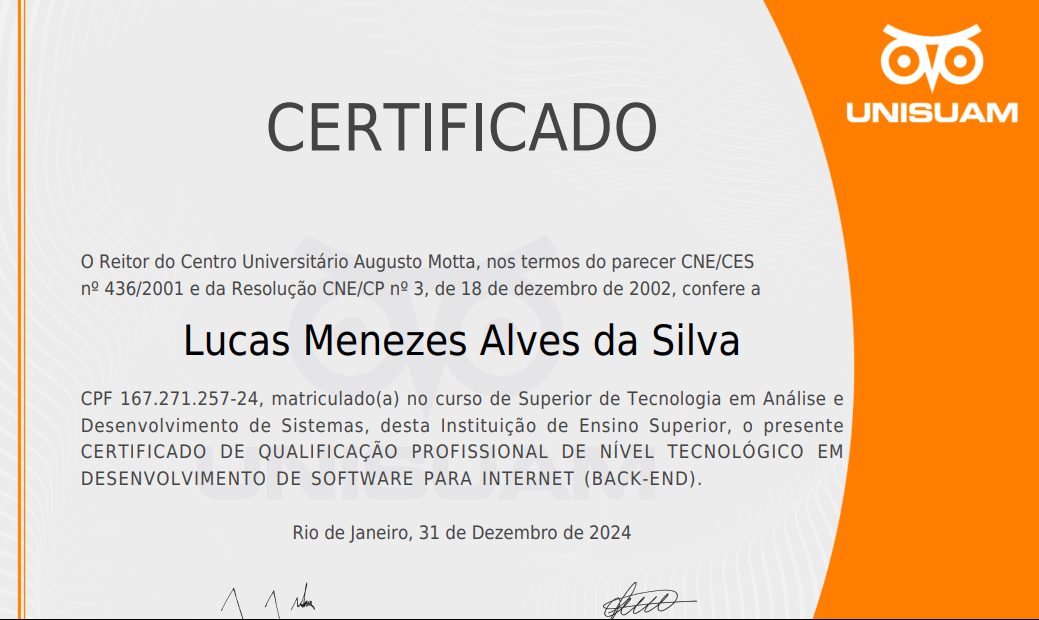 UNISUAM
CERTIFICADO
O Reitor do Centro Universitário Augusto Motta, nos termos do parecer CNE/CES
nº 436/2001 e da Resolução CNE/CP nº 3, de 18 de dezembro de 2002, confere a
Lucas Menezes Alves da Silva
CPF 167.271.257-24, matriculado(a) no curso de Superior de Tecnologia em Análise e
Desenvolvimento de Sistemas, desta Instituição de Ensino Superior, o presente
CERTIFICADO DE QUALIFICAÇÃO PROFISSIONAL DE NÍVEL TECNOLÓGICO EM
DESENVOLVIMENTO DE SOFTWARE PARA INTERNET (BACK-END).
UNISUAM
Rio de Janeiro, 31 de Dezembro de 2024